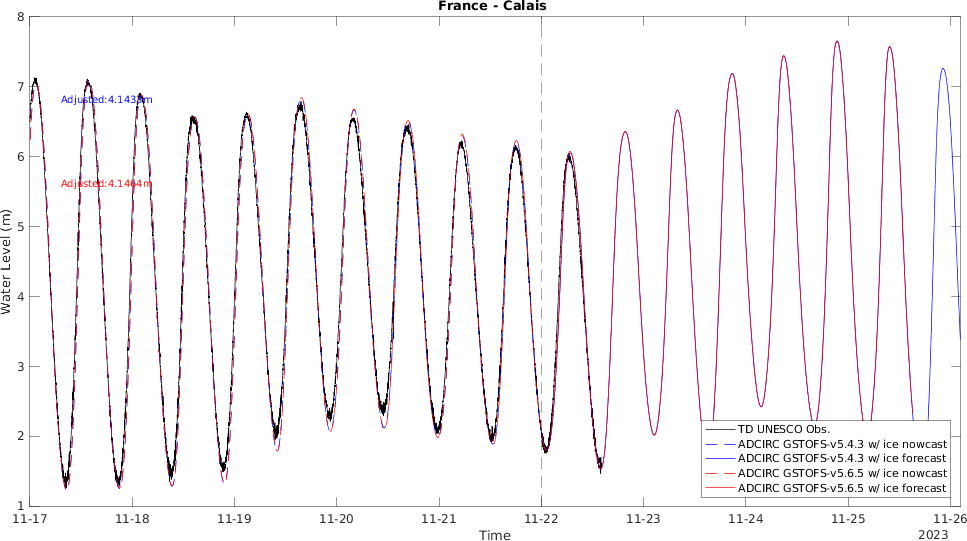 France - Calais
8
7
6
5
4
3
2
1
Water Level (m)
Adjusted:4.1438m
Adjusted:4.1464m
TD UNESCO Obs.
ADCIRC GSTOFS-v5.4.3 w/ ice nowcast
ADCIRC GSTOFS-v5.4.3 w/ ice forecast
ADCIRC GSTOFS-v5.6.5 w/ ice nowcast
ADCIRC GSTOFS-v5.6.5 w/ ice forecast
11-17 11-18 11-19 11-20 11-21 11-22 11-23 11-24 11-25 11-26
Time
2023